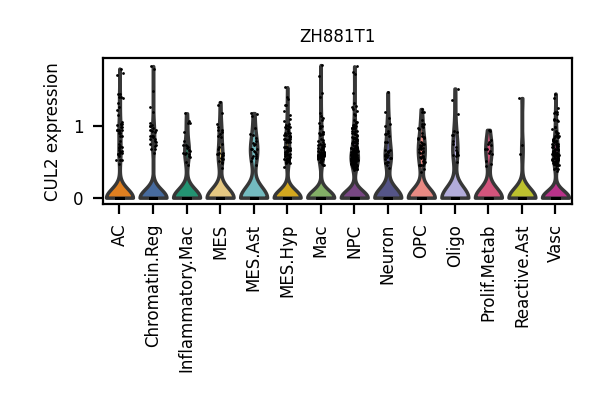 ZH881T1
CUL2 expression
1
0
AC
Chromatin.Reg
Inflammatory.Mac
MES
MES.Ast
MES.Hyp
Mac
NPC
Neuron
OPC
Oligo
Prolif.Metab
Reactive.Ast
Vasc